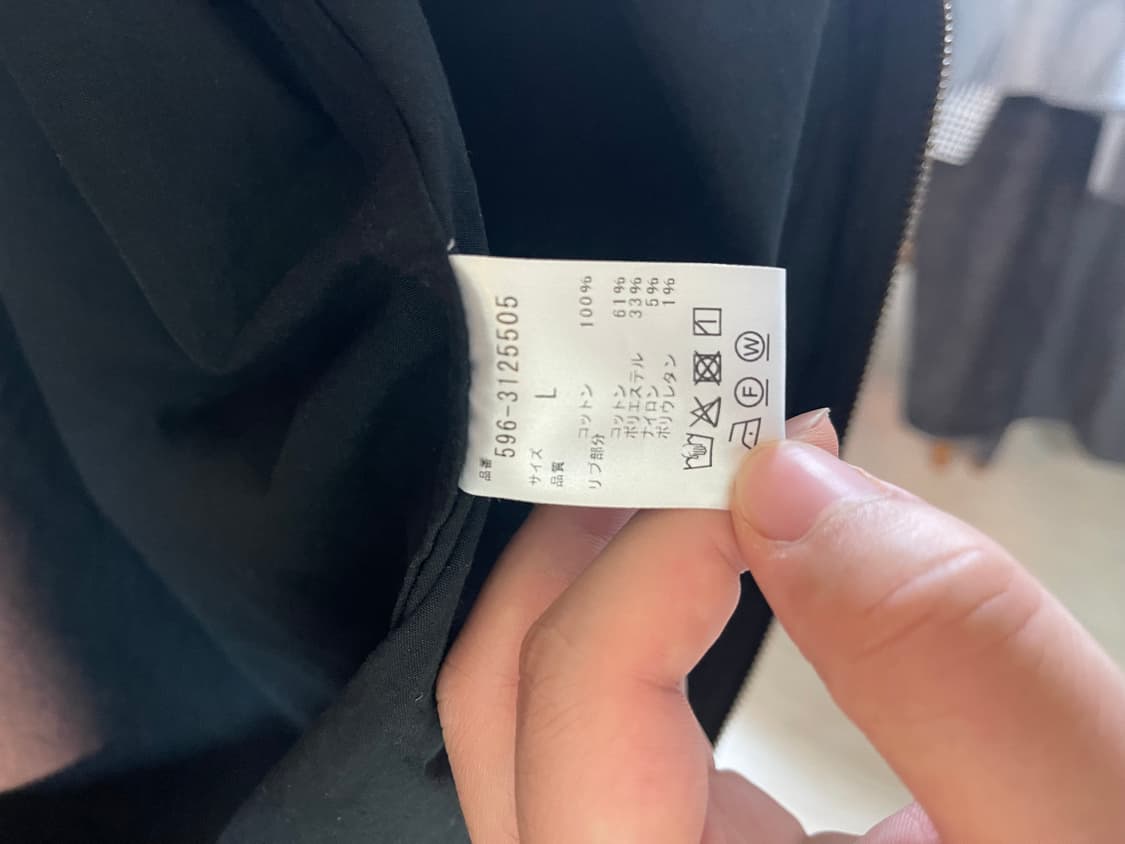 品番
596-3125505
サイズ L
品質
コットン 100%
リブ部分
コットン 61%
ポリエステル 33%
ナイロン 5%
ポリウレタン 1%
F W